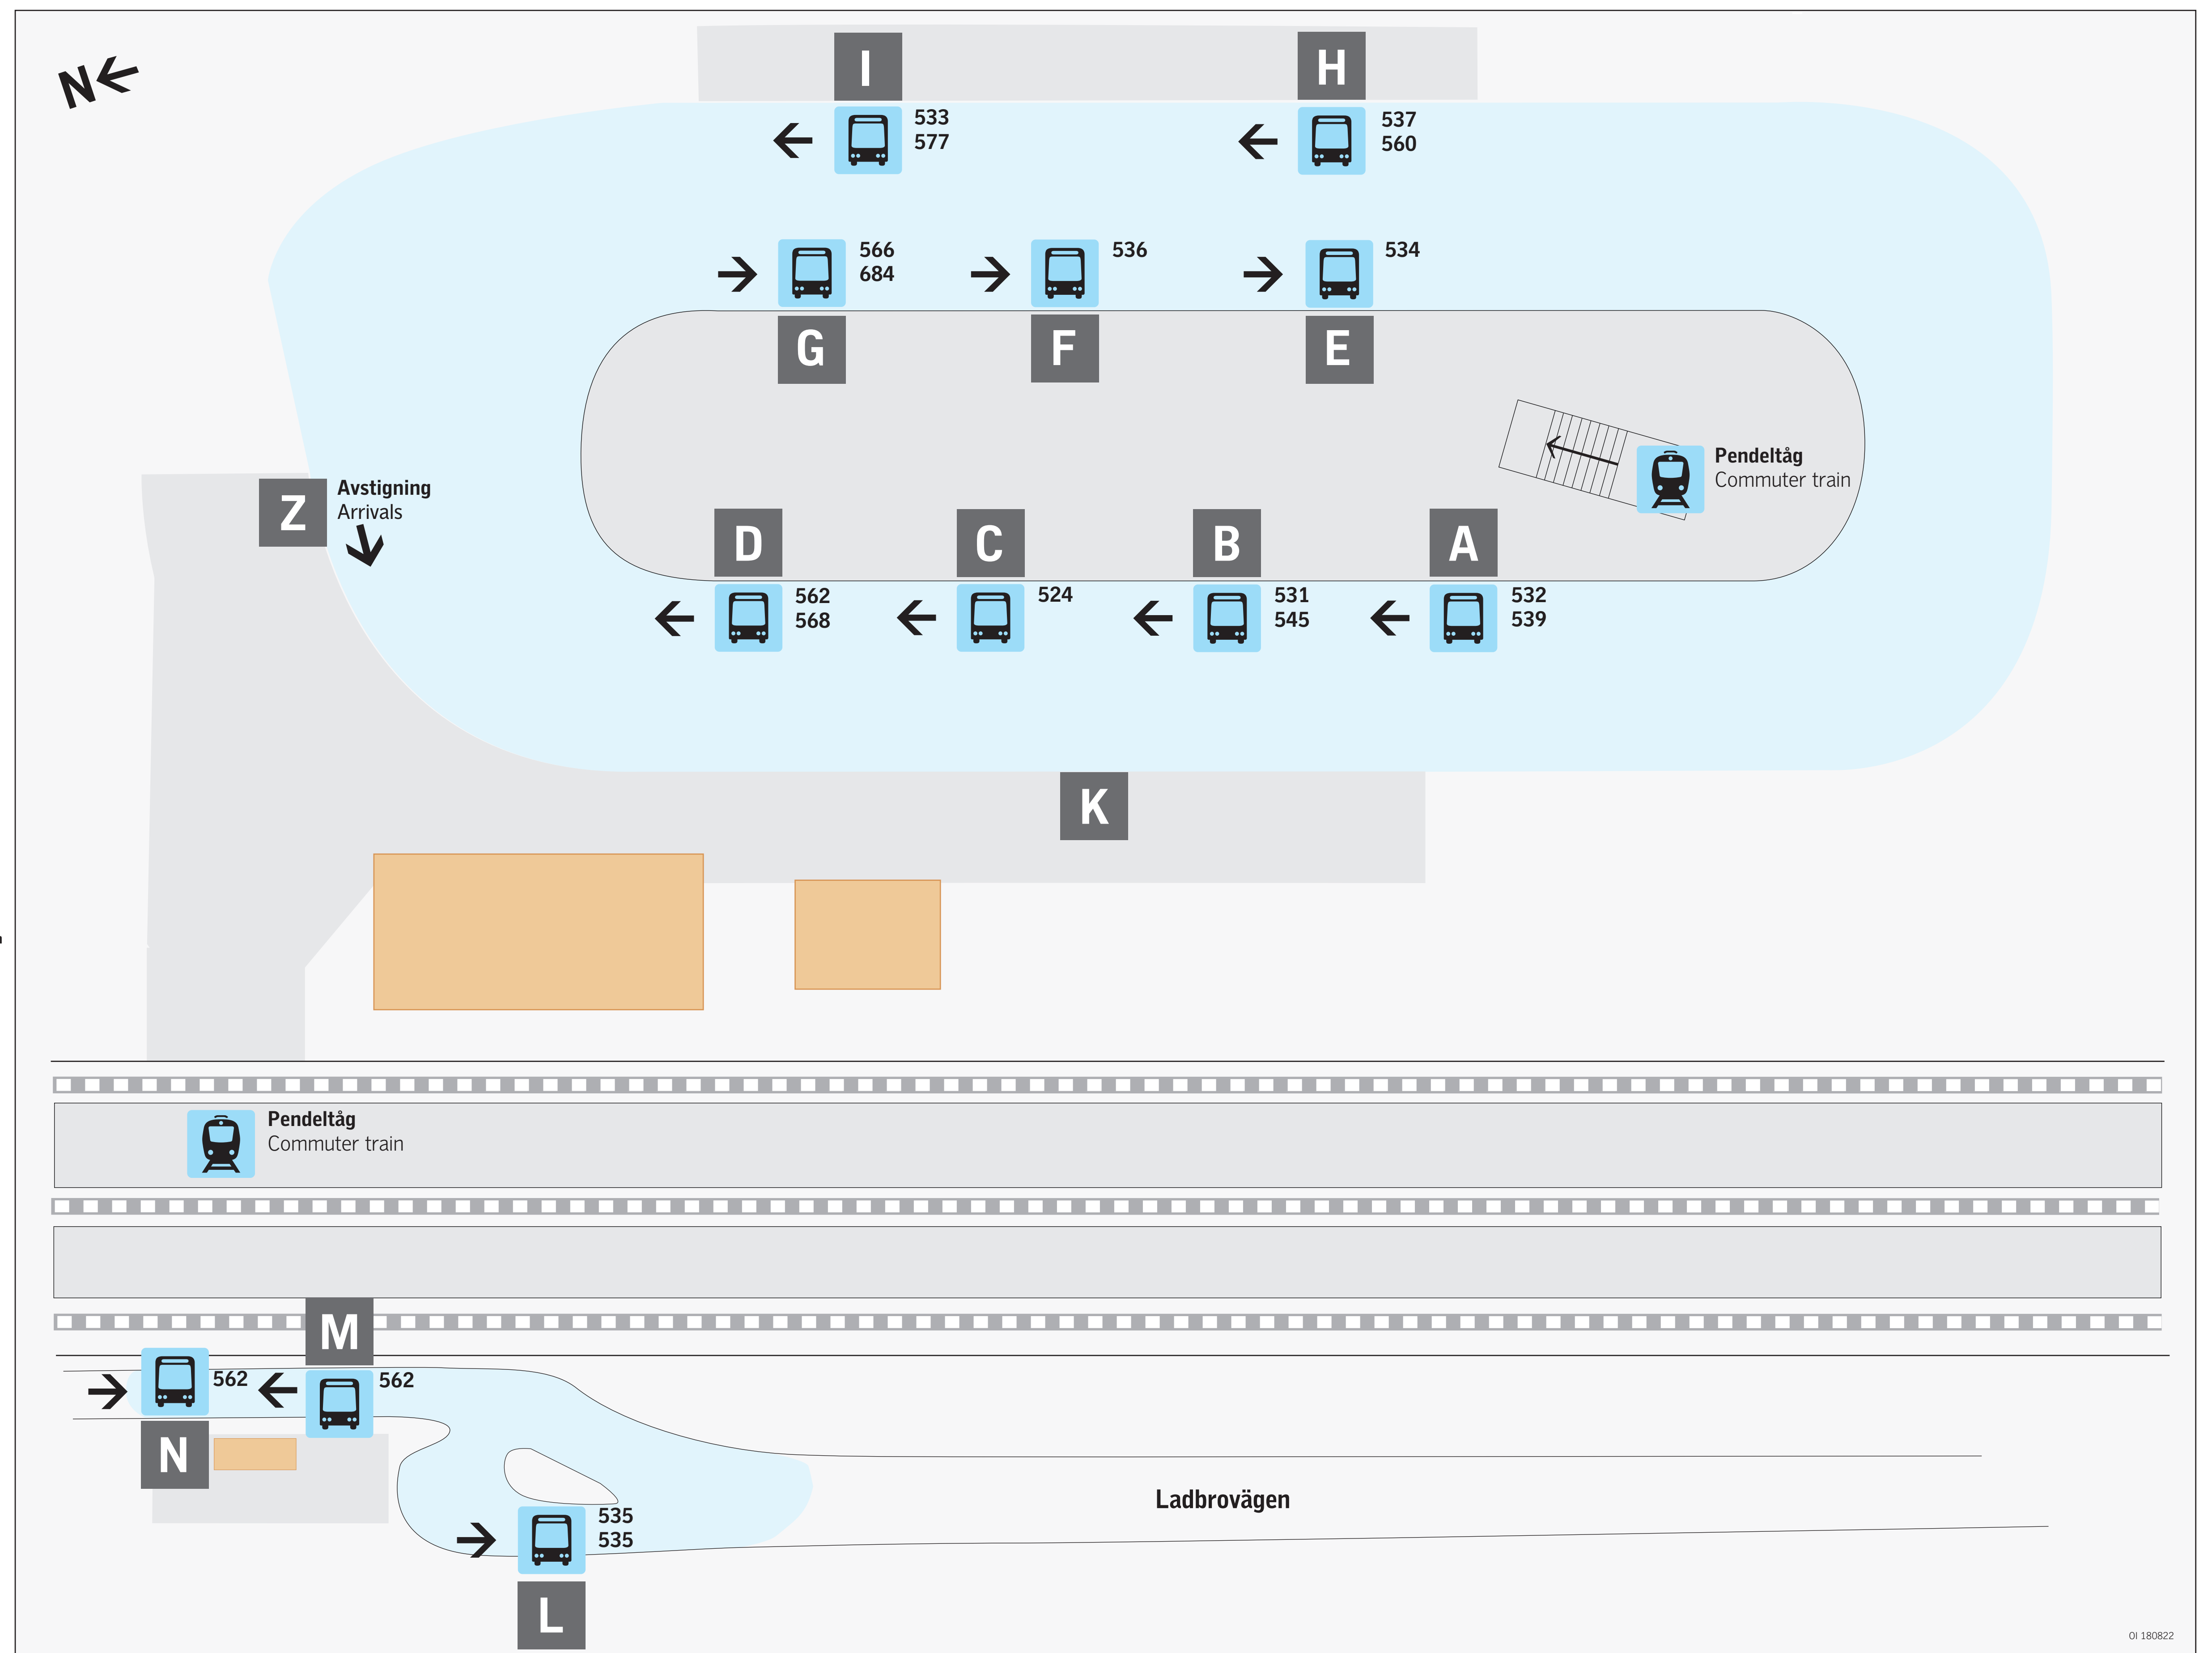 N
I
H
533
577
537
560
566
684
536
534
G
F
E
Pendeltåg
Commuter train
Z
Avstigning
Arrivals
D
C
B
A
562
568
524
531
545
532
539
K
Pendeltåg
Commuter train
M
562
562
N
Ladbrovägen
535
535
L
OI 180822